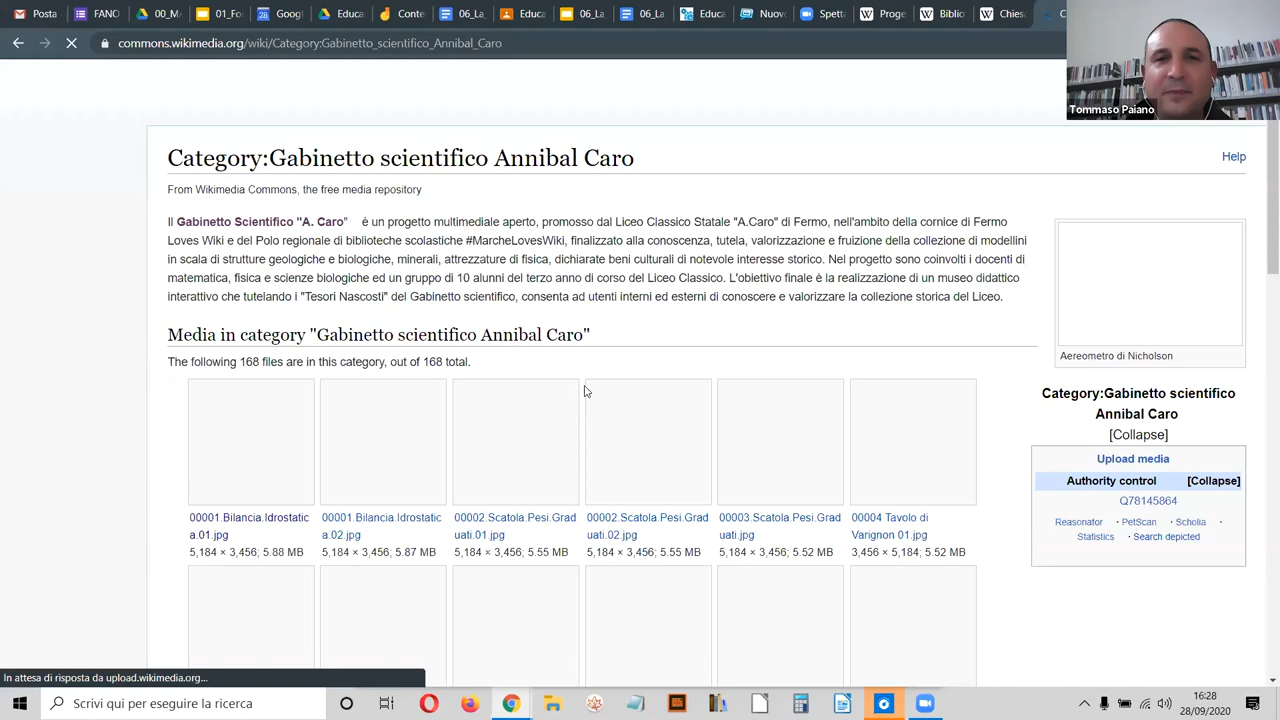 Posta
FANO
00_M
01_Fo
Googl
Educa
Conte
06_La
Educa
06_La
06_La
Educa
Nuov
Spett
Proge
Biblio
Chies
C
commons.wikimedia.org/wiki/Category:Gabinetto_scientifico_Annibal_Caro
Tommaso Paiano
Category:Gabinetto scientifico Annibal Caro
Help
From Wikimedia Commons, the free media repository
Il Gabinetto Scientifico "A. Caro" è un progetto multimediale aperto, promosso dal Liceo Classico Statale "A.Caro" di Fermo, nell'ambito della cornice di Fermo
Loves Wiki e del Polo regionale di biblioteche scolastiche #MarcheLovesWiki, finalizzato alla conoscenza, tutela, valorizzazione e fruizione della collezione di modellini
in scala di strutture geologiche e biologiche, minerali, attrezzature di fisica, dichiarate beni culturali di notevole interesse storico. Nel progetto sono coinvolti i docenti di
matematica, fisica e scienze biologiche ed un gruppo di 10 alunni del terzo anno di corso del Liceo Classico. L'obiettivo finale è la realizzazione di un museo didattico
interattivo che tutelando i "Tesori Nascosti" del Gabinetto scientifico, consenta ad utenti interni ed esterni di conoscere e valorizzare la collezione storica del Liceo.
Aereometro di Nicholson
Media in category "Gabinetto scientifico Annibal Caro"
The following 168 files are in this category, out of 168 total.
00001.Bilancia.Idrostatic
a.01.jpg
5,184 × 3,456; 5.88 MB
00001.Bilancia.Idrostatic
a.02.jpg
5,184 × 3,456; 5.87 MB
00002.Scatola.Pesi.Grad
uati.01.jpg
5,184 × 3,456; 5.55 MB
00002.Scatola.Pesi.Grad
uati.02.jpg
5,184 × 3,456; 5.55 MB
00003.Scatola.Pesi.Grad
uati.jpg
5,184 × 3,456; 5.52 MB
00004 Tavolo di
Varignon 01.jpg
3,456 × 5,184; 5.52 MB
Category:Gabinetto scientifico
Annibal Caro
[Collapse]
Upload media
Authority control [Collapse]
Q78145864
Reasonator · PetScan · Scholia ·
Statistics · Search depicted
In attesa di risposta da upload.wikimedia.org...
Scrivi qui per eseguire la ricerca
16:28
28/09/2020